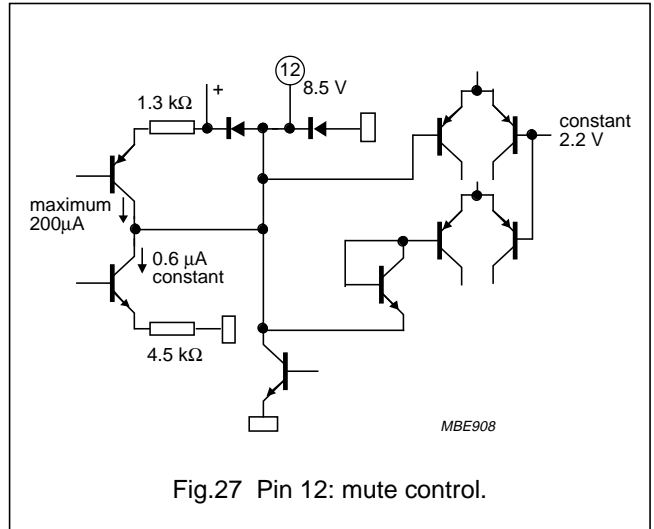 12
8.5 V
+
1.3 kΩ
constant
2.2 V
maximum
200µA
0.6 µA
constant
4.5 kΩ
MBE908
Fig.27 Pin 12: mute control.